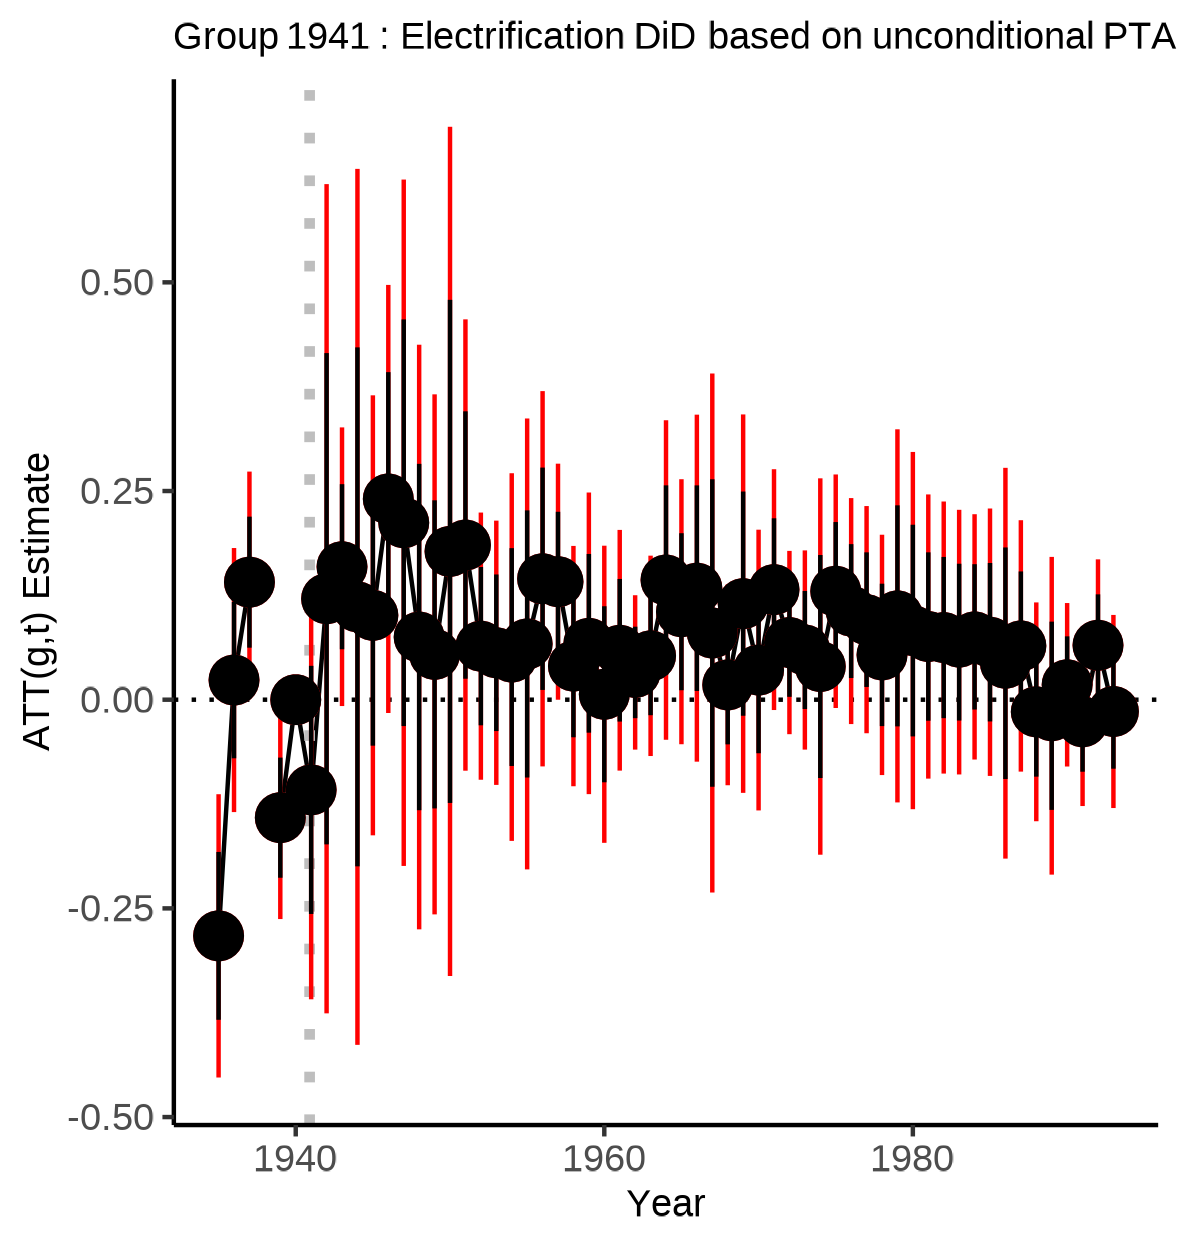 Group 1941 : Electrification DiD based on unconditional PTA
ATT(g,t) Estimate
0.50
0.25
0.00
-0.25
-0.50
1940 1960 1980
Year